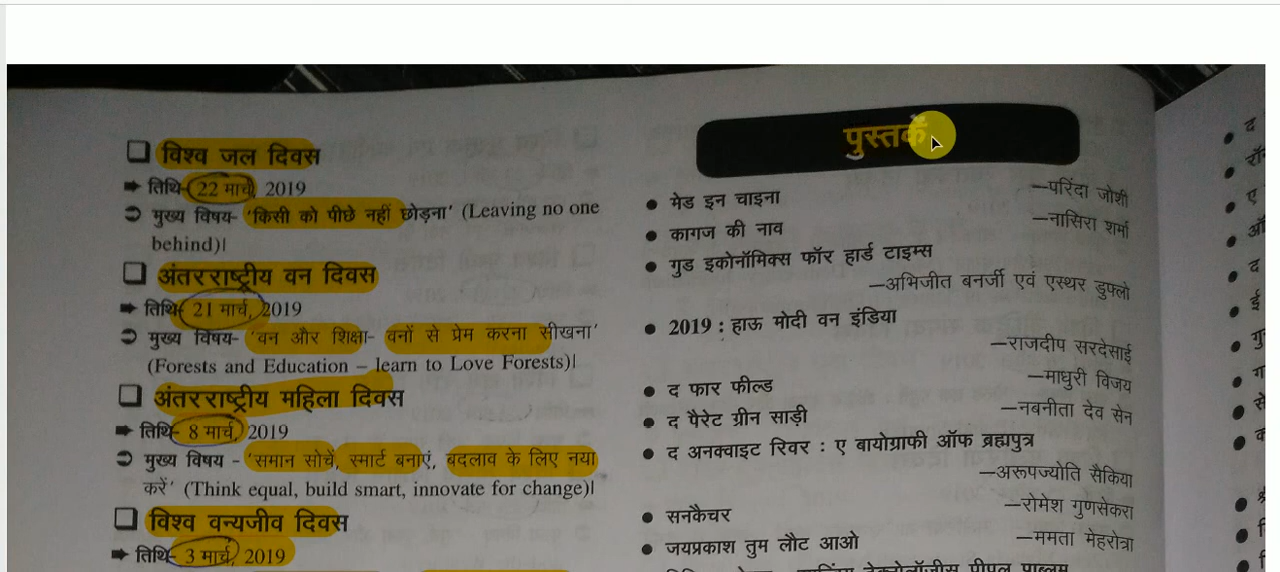 ❑ विश्व जल दिवस
➠ तिथि- 22 मार्च, 2019
➲ मुख्य विषय- 'किसी को पीछे नहीं छोड़ना' (Leaving no one
behind)।
❑ अंतरराष्ट्रीय वन दिवस
➠ तिथि- 21 मार्च, 2019
➲ मुख्य विषय- 'वन और शिक्षा- वनों से प्रेम करना सीखना'
(Forests and Education – learn to Love Forests)।
❑ अंतरराष्ट्रीय महिला दिवस
➠ तिथि- 8 मार्च, 2019
➲ मुख्य विषय - 'समान सोचें, स्मार्ट बनाएं, बदलाव के लिए नया
करें' (Think equal, build smart, innovate for change)।
❑ विश्व वन्यजीव दिवस
➠ तिथि- 3 मार्च, 2019
पुस्तकें
● मेड इन चाइना —परिंदा जोशी
● कागज की नाव —नासिरा शर्मा
● गुड इकोनॉमिक्स फॉर हार्ड टाइम्स
—अभिजीत बनर्जी एवं एस्थर डुफ्लो
● 2019 : हाऊ मोदी वन इंडिया
—राजदीप सरदेसाई
● द फार फील्ड —माधुरी विजय
● द पैरेट ग्रीन साड़ी —नबनीता देव सेन
● द अनक्वाइट रिवर : ए बायोग्राफी ऑफ ब्रह्मपुत्र
—अरूपज्योति सैकिया
● सनकैचर —रोमेश गुणसेकरा
● जयप्रकाश तुम लौट आओ —ममता मेहरोत्रा